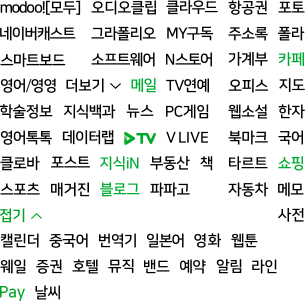 modoo![모두] 오디오클립 클라우드 항공권 포토
네이버캐스트 그라폴리오 MY구독 주소록 폴라
스마트보드 소프트웨어 N스토어 가계부 카페
영어/영영 더보기 메일 TV연예 오피스 지도
학술정보 지식백과 뉴스 PC게임 웹소설 한자
영어톡톡 데이터랩 TV V LIVE 북마크 국어
클로바 포스트 지식iN 부동산 책 타르트 쇼핑
스포츠 매거진 블로그 파파고 자동차 메모
접기 사전
캘린더 중국어 번역기 일본어 영화 웹툰
웨일 증권 호텔 뮤직 밴드 예약 알림 라인
Pay 날씨